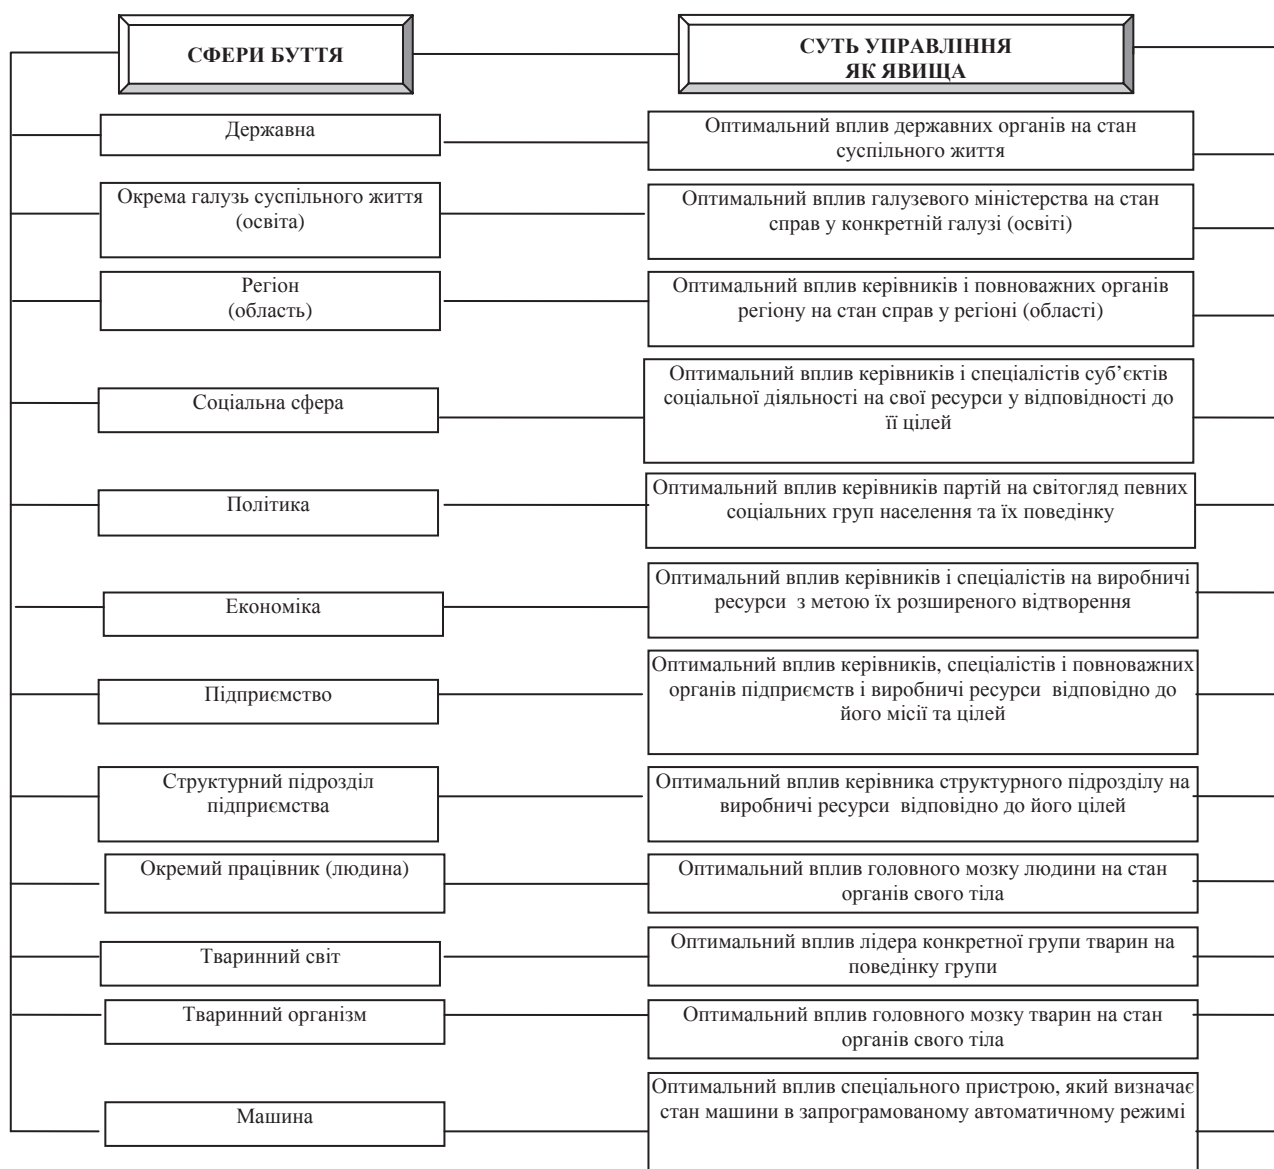 СФЕРИ БУТТЯ
СУТЬ УПРАВЛІННЯ
ЯК ЯВИЩА
Державна
Оптимальний вплив державних органів на стан
суспільного життя
Окрема галузь суспільного життя
(освіта)
Оптимальний вплив галузевого міністерства на стан
справ у конкретній галузі (освіті)
Регіон
(область)
Оптимальний вплив керівників і повноважних органів
регіону на стан справ у регіоні (області)
Соціальна сфера
Оптимальний вплив керівників і спеціалістів суб’єктів
соціальної діяльності на свої ресурси у відповідності до
її цілей
Політика
Оптимальний вплив керівників партій на світогляд певних
соціальних груп населення та їх поведінку
Економіка
Оптимальний вплив керівників і спеціалістів на виробничі
ресурси з метою їх розширеного відтворення
Підприємство
Оптимальний вплив керівників, спеціалістів і повноважних
органів підприємств і виробничі ресурси відповідно до
його місії та цілей
Структурний підрозділ
підприємства
Оптимальний вплив керівника структурного підрозділу на
виробничі ресурси відповідно до його цілей
Окремий працівник (людина)
Оптимальний вплив головного мозку людини на стан
органів свого тіла
Тваринний світ
Оптимальний вплив лідера конкретної групи тварин на
поведінку групи
Тваринний організм
Оптимальний вплив головного мозку тварин на стан
органів свого тіла
Машина
Оптимальний вплив спеціального пристрою, який визначає
стан машини в запрограмованому автоматичному режимі